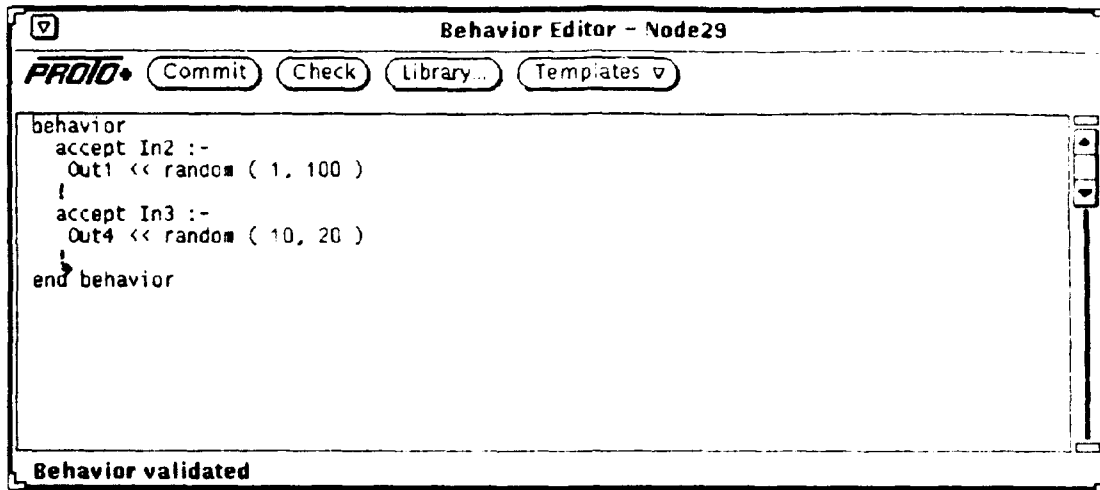 Behavior Editor - Node29
PROTO+ Commit Check Library... Templates
behavior
accept In2 :-
Out1 << random ( 1, 100 )
!
accept In3 :-
Out4 << random ( 10, 20 )
!
end behavior
Behavior validated